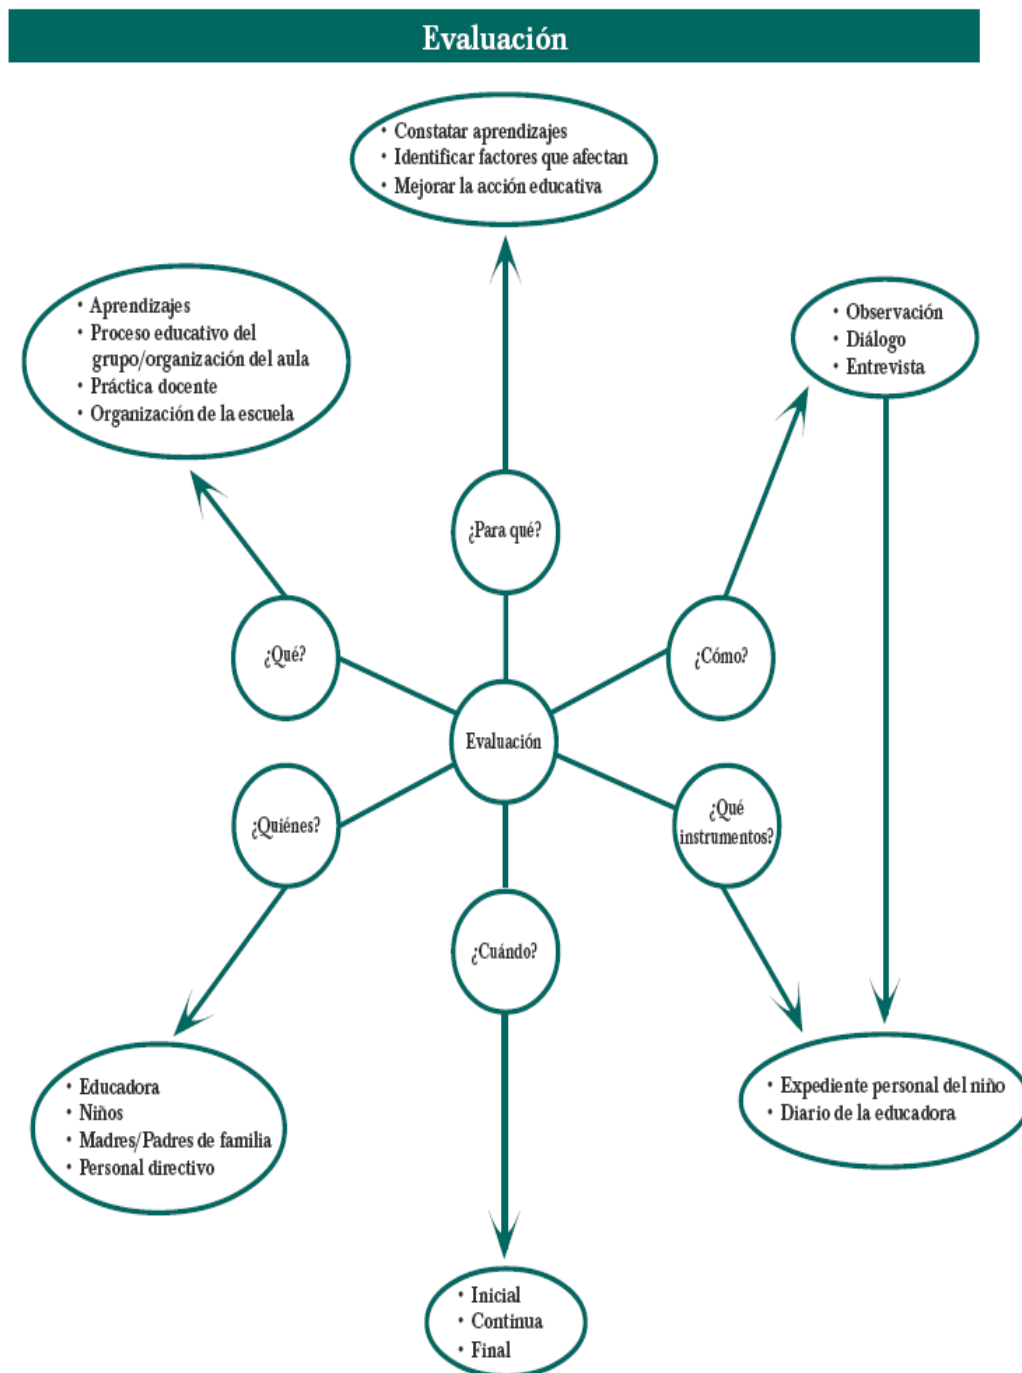 Evaluación
• Constatar aprendizajes
• Identificar factores que afectan
• Mejorar la acción educativa
• Aprendizajes
• Proceso educativo del
grupo/organización del aula
• Práctica docente
• Organización de la escuela
• Observación
• Diálogo
• Entrevista
¿Para qué?
¿Qué?
¿Cómo?
Evaluación
¿Quiénes?
¿Qué
instrumentos?
¿Cuándo?
• Educadora
• Niños
• Madres/Padres de familia
• Personal directivo
• Expediente personal del niño
• Diario de la educadora
• Inicial
• Continua
• Final